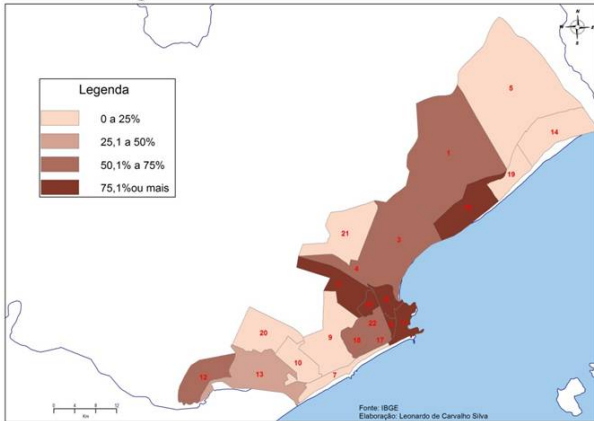 N
S
Legenda
0 a 25%
25,1 a 50%
50,1% a 75%
75,1%ou mais
5
14
1
19
21
3
4
22
20
9
18
17
10
12
13
7
Fonte: IBGE
Elaboração: Leonardo de Carvalho Silva